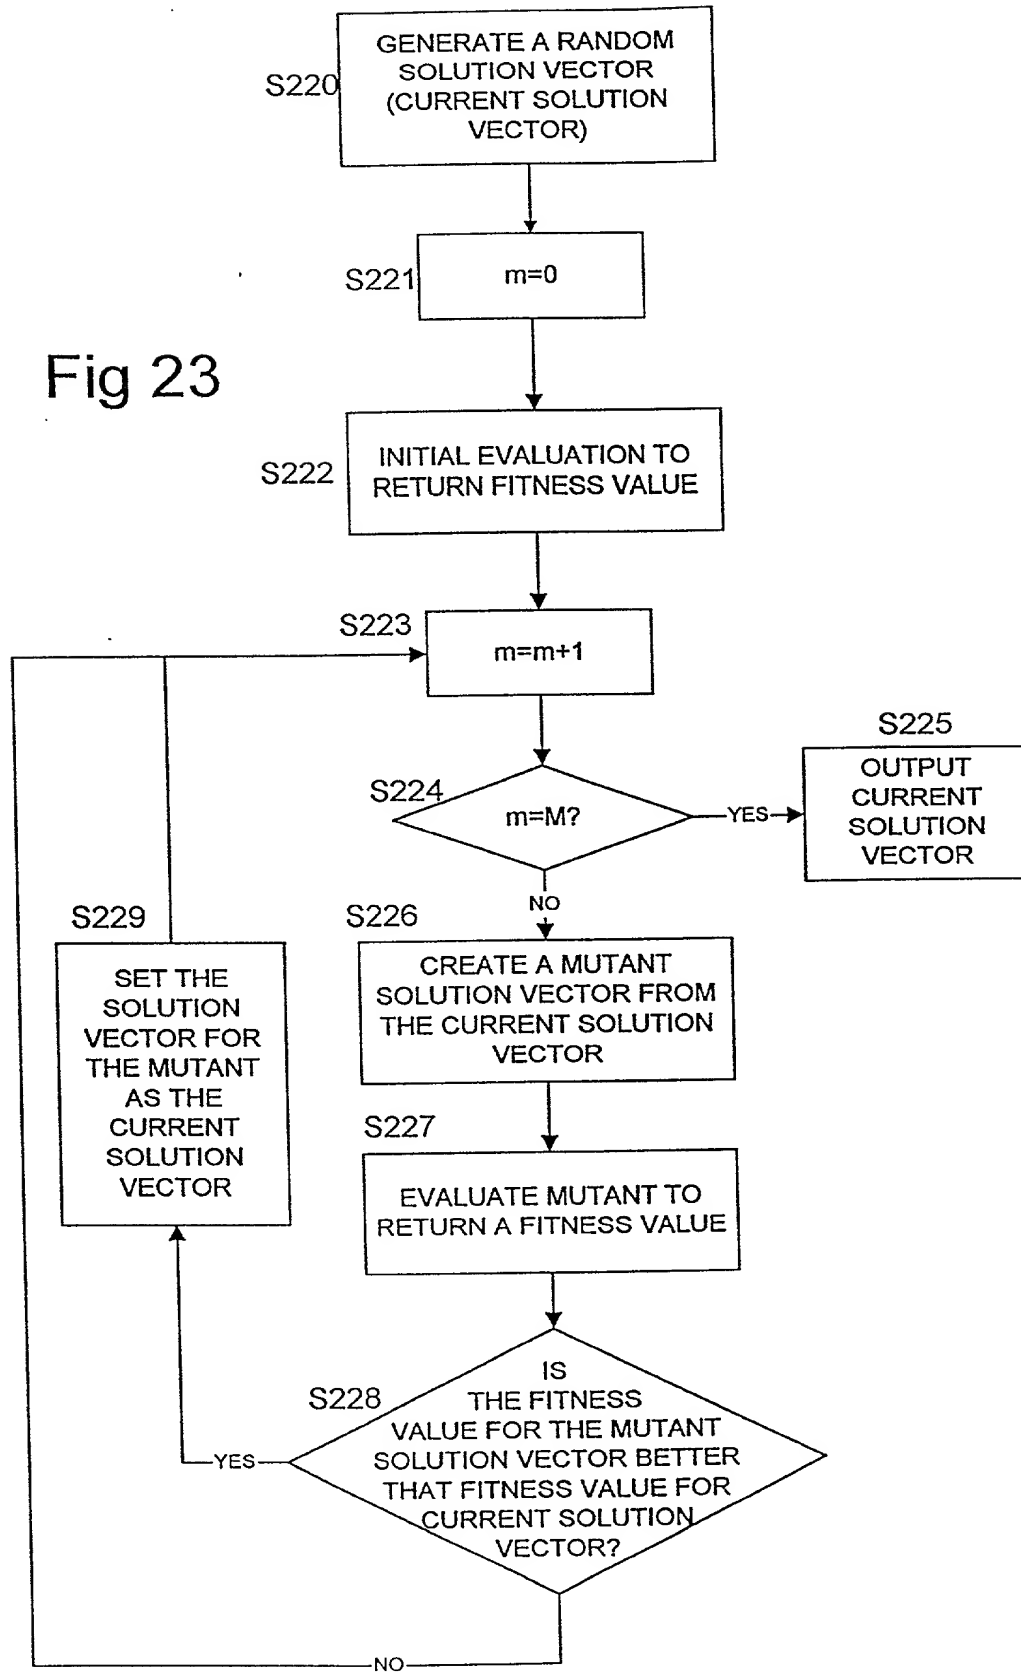 GENERATE A RANDOM
SOLUTION VECTOR
(CURRENT SOLUTION
VECTOR)
S220
S221
m=0
Fig 23
S222
INITIAL EVALUATION TO
RETURN FITNESS VALUE
S223
m=m+1
S224
m=M?
YES
S225
OUTPUT
CURRENT
SOLUTION
VECTOR
NO
S226
CREATE A MUTANT
SOLUTION VECTOR FROM
THE CURRENT SOLUTION
VECTOR
S229
SET THE
SOLUTION
VECTOR FOR
THE MUTANT
AS THE
CURRENT
SOLUTION
VECTOR
S227
EVALUATE MUTANT TO
RETURN A FITNESS VALUE
S228
IS
THE FITNESS
VALUE FOR THE MUTANT
SOLUTION VECTOR BETTER
THAT FITNESS VALUE FOR
CURRENT SOLUTION
VECTOR?
YES
NO